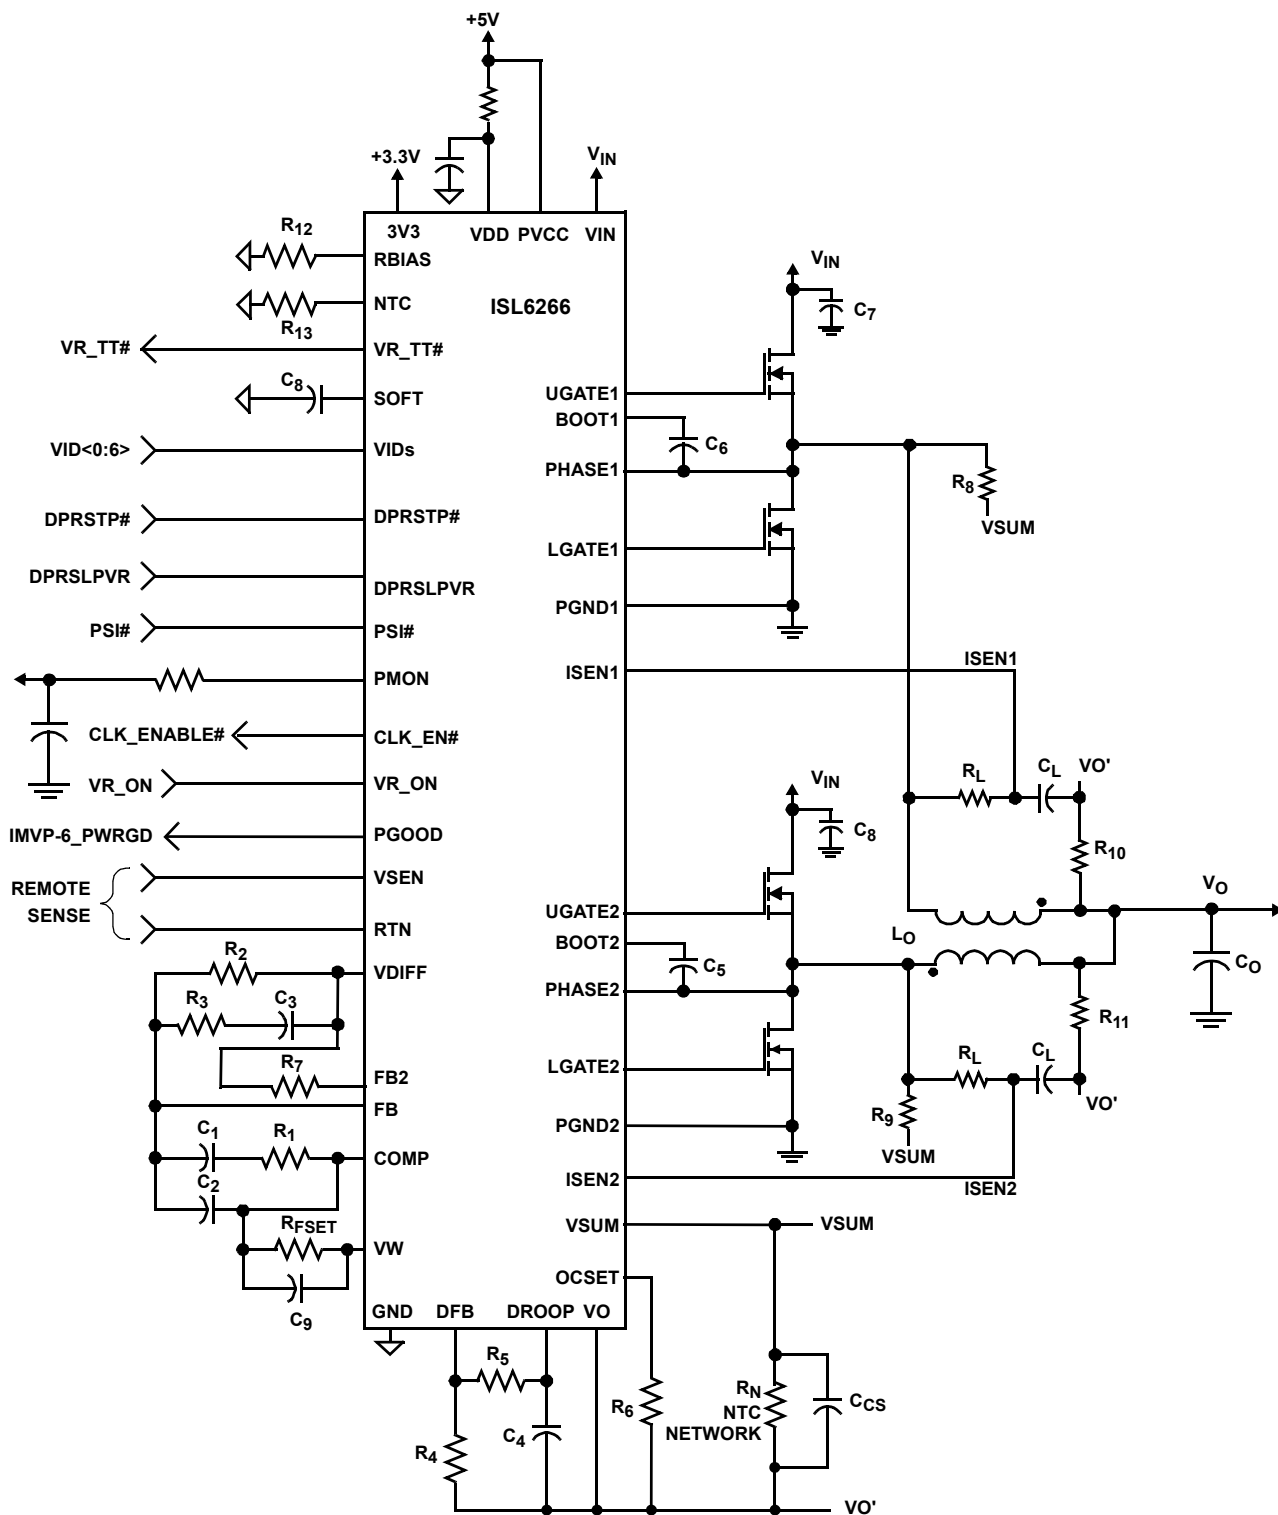 +5V
+3.3V
VIN
3V3 VDD PVCC VIN
R12
RBIAS
ISL6266
NTC
R13
VR_TT# VR_TT#
C8
SOFT
VID<0:6> VIDs
DPRSTP# DPRSTP#
DPRSLPVR DPRSLPVR
PSI# PSI#
PMON
CLK_ENABLE# CLK_EN#
VR_ON VR_ON
IMVP-6_PWRGD PGOOD
REMOTE
SENSE
VSEN
RTN
R2
VDIFF
R3 C3
R7
FB2
FB
C1 R1
COMP
C2
RFSET
VW
C9
GND DFB DROOP VO
R5
R4
C4
UGATE1
BOOT1
C6
PHASE1
LGATE1
PGND1
ISEN1
VIN
C7
R8
VSUM
ISEN1
RL CL VO'
R10
VIN
C8
UGATE2
BOOT2
C5
PHASE2
LGATE2
PGND2
ISEN2
LO
VO
CO
R11
RL CL
VO'
R9
VSUM
ISEN2
VSUM VSUM
OCSET
R6
RN
NTC
NETWORK
CCS
VO'